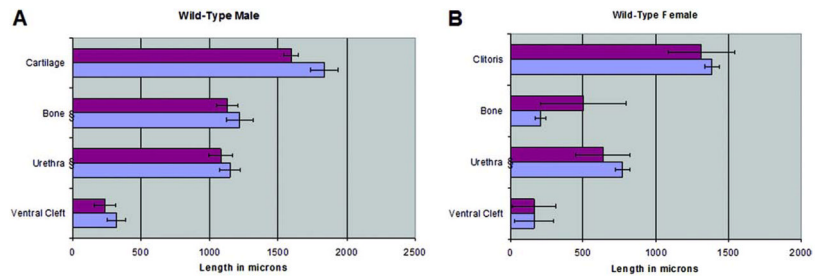 A
Wild-Type Male
Cartilage
Bone
§
Urethra
§
Ventral Cleft
0 500 1000 1500 2000 2500
Length in microns
B
Wild-Type Female
Clitoris
Bone
Urethra
§
Ventral Cleft
0 500 1000 1500 2000
Length in microns